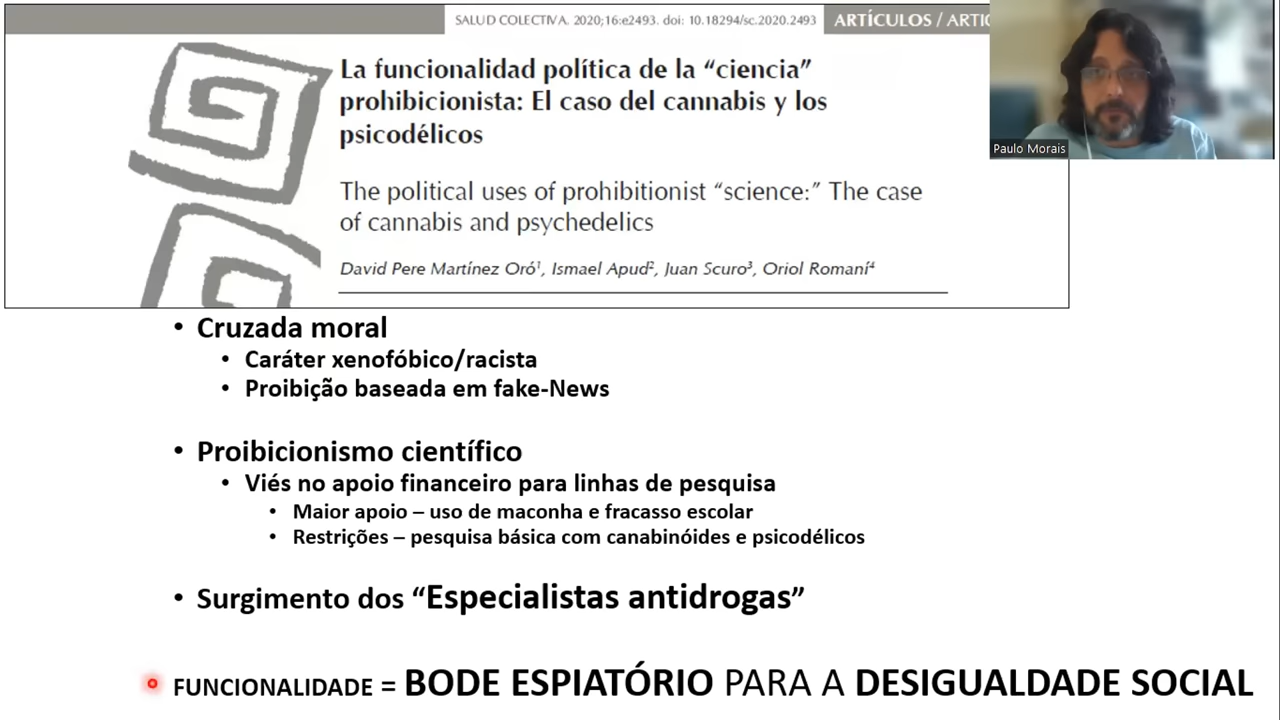 SALUD COLECTIVA. 2020;16:e2493. doi: 10.18294/sc.2020.2493
ARTÍCULOS / ARTIC
La funcionalidad política de la “ciencia”
prohibicionista: El caso del cannabis y los
psicodélicos
The political uses of prohibitionist “science:” The case
of cannabis and psychedelics
David Pere Martínez Oró¹, Ismael Apud², Juan Scuro³, Oriol Romaní⁴
Paulo Morais
• Cruzada moral
• Caráter xenofóbico/racista
• Proibição baseada em fake-News
• Proibicionismo científico
• Viés no apoio financeiro para linhas de pesquisa
• Maior apoio – uso de maconha e fracasso escolar
• Restrições – pesquisa básica com canabinóides e psicodélicos
• Surgimento dos “Especialistas antidrogas”
FUNCIONALIDADE = BODE ESPIATÓRIO PARA A DESIGUALDADE SOCIAL